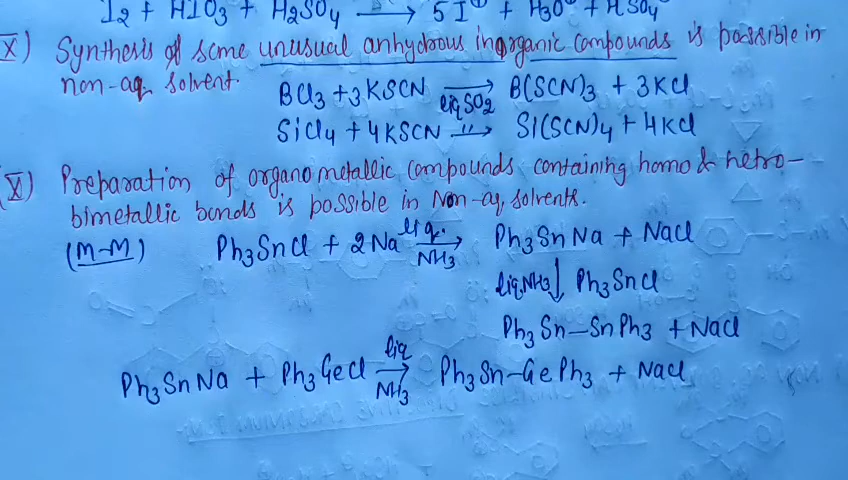 I2 + HIO3 + H2SO4 → 5I⊕ + H3O + HSO4
IX) Synthesis of some unusual anhydrous inorganic compounds is possible in
non-aq. solvent.
BCl3 + 3KSCN →(liq SO2) B(SCN)3 + 3KCl
SiCl4 + 4KSCN →(") Si(SCN)4 + 4KCl
X) Preparation of organometallic compounds containing homo & hetro-
bimetallic bonds is possible in Non-aq. solvents.
(M-M) Ph3SnCl + 2Na →(liq. NH3) Ph3SnNa + NaCl
liq.NH3 ↓ Ph3SnCl
Ph3Sn—SnPh3 + NaCl
Ph3SnNa + Ph3GeCl →(liq NH3) Ph3Sn-GePh3 + NaCl